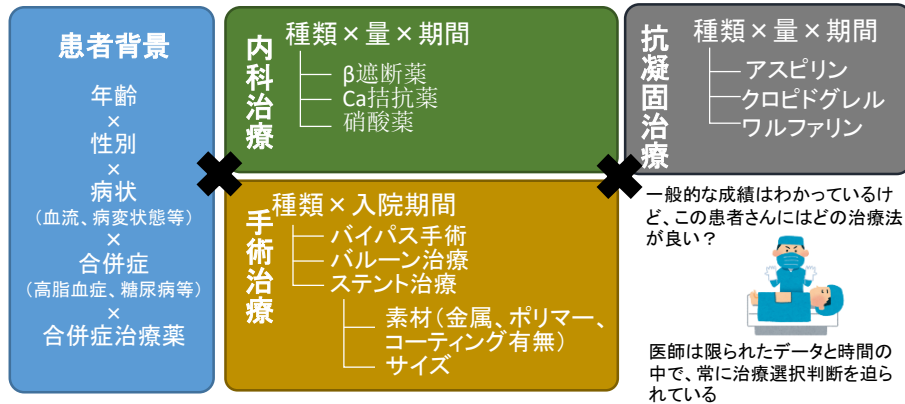 患者背景
年齢
×
性別
×
病状
（血流、病変状態等）
×
合併症
（高脂血症、糖尿病等）
×
合併症治療薬
内科治療
種類×量×期間
β遮断薬
Ca拮抗薬
硝酸薬
手術治療
種類×入院期間
バイパス手術
バルーン治療
ステント治療
素材（金属、ポリマー、
コーティング有無）
サイズ
抗凝固治療
種類×量×期間
アスピリン
クロピドグレル
ワルファリン
一般的な成績はわかっているけ
ど、この患者さんにはどの治療法
が良い？
医師は限られたデータと時間の
中で、常に治療選択判断を迫ら
れている